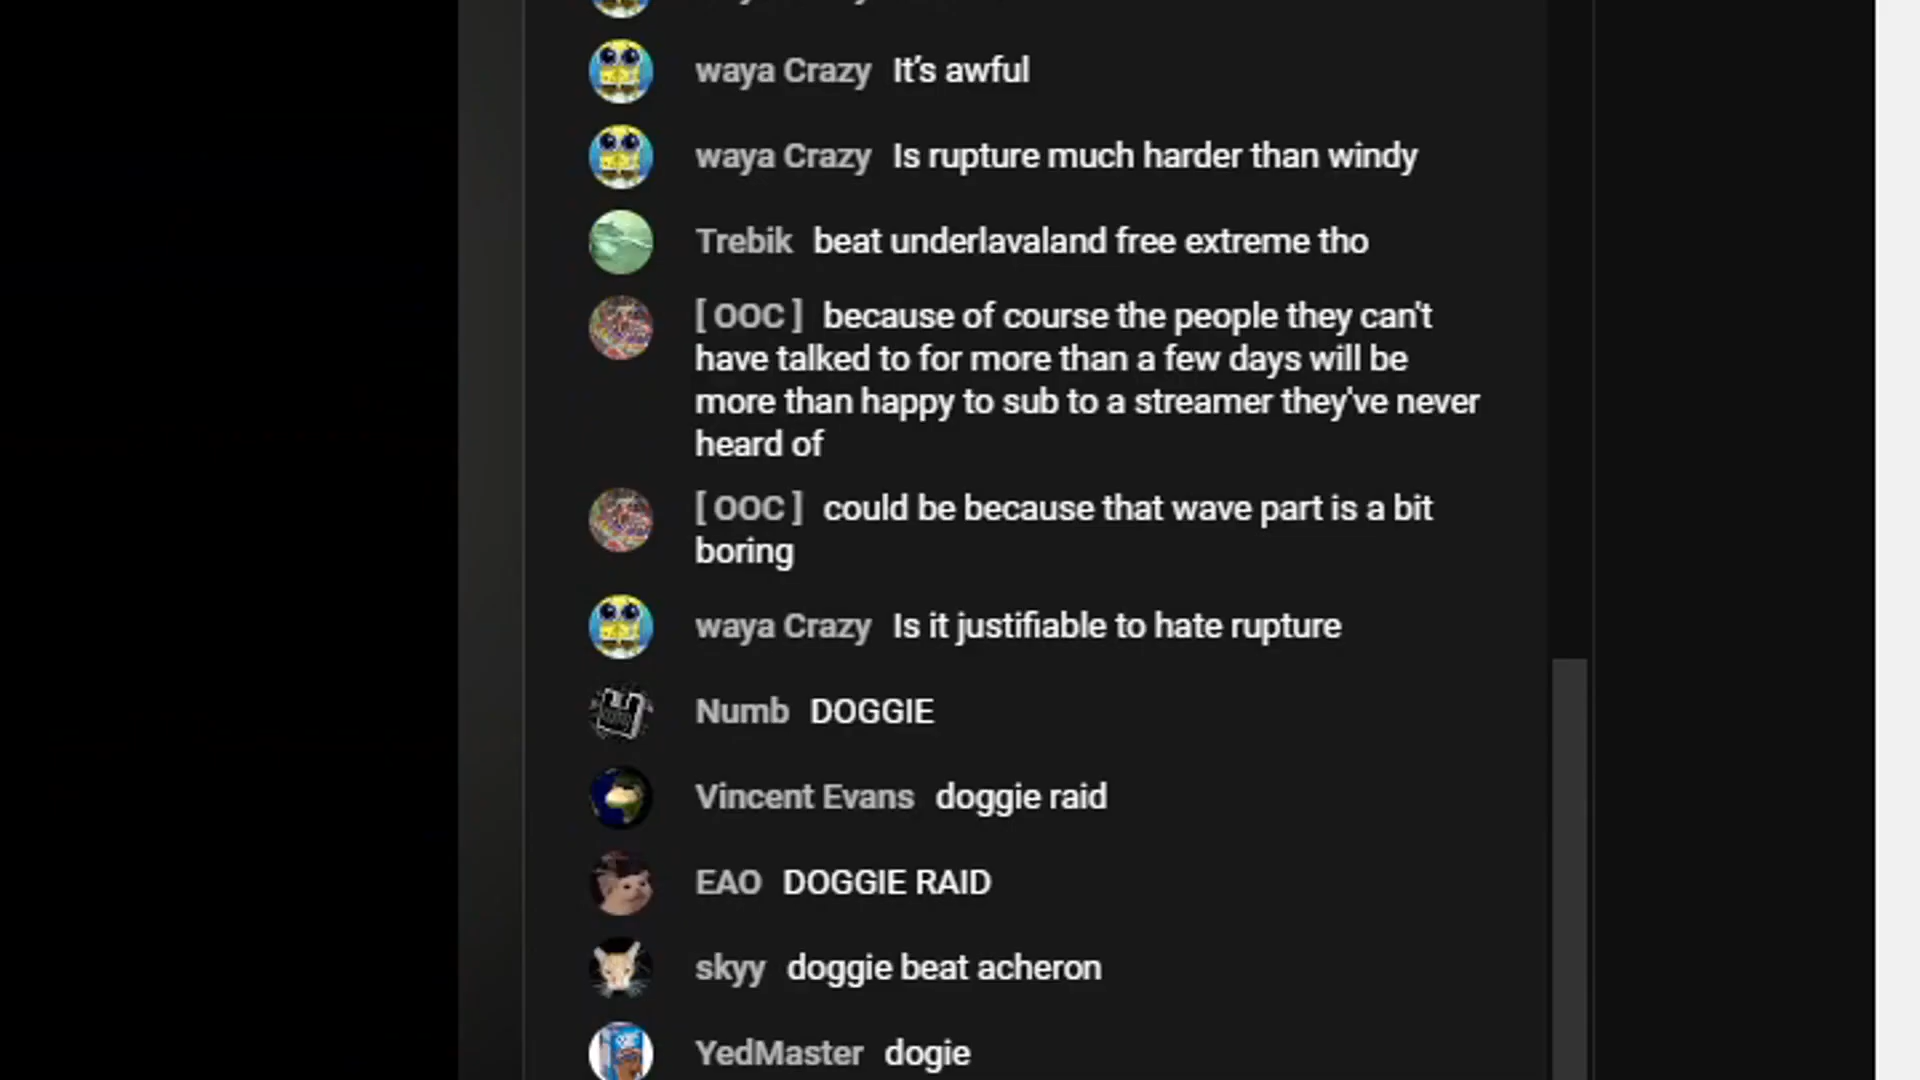 waya Crazy It's awful
waya Crazy Is rupture much harder than windy
Trebik beat underlavaland free extreme tho
[ OOC ] because of course the people they can't
have talked to for more than a few days will be
more than happy to sub to a streamer they've never
heard of
[ OOC ] could be because that wave part is a bit
boring
waya Crazy Is it justifiable to hate rupture
Numb DOGGIE
Vincent Evans doggie raid
EAO DOGGIE RAID
skyy doggie beat acheron
YedMaster dogie